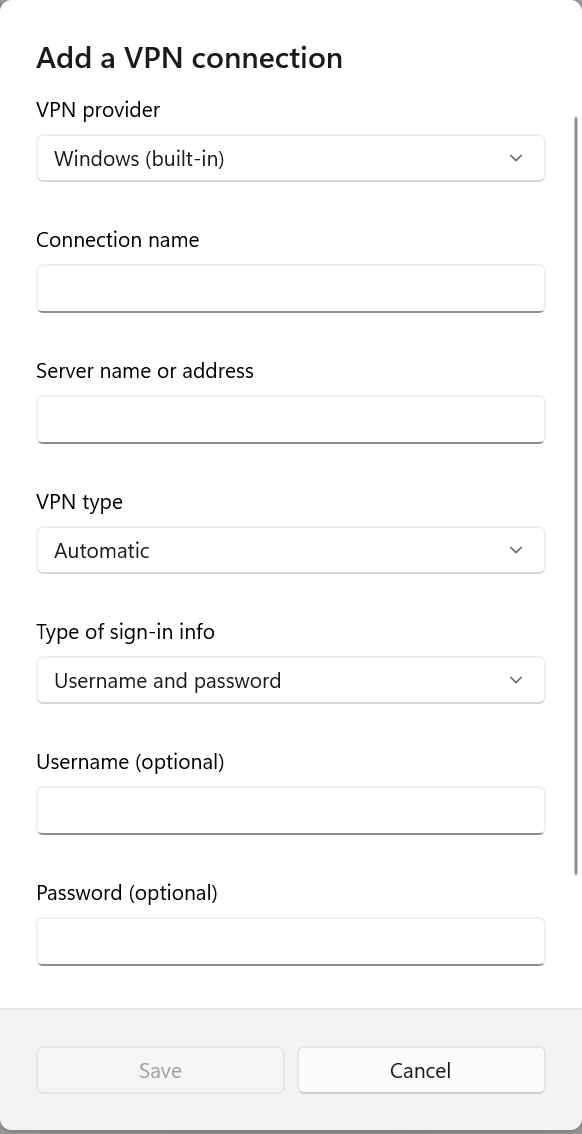 Add a VPN connection
VPN provider
Windows (built-in)
Connection name
Server name or address
VPN type
Automatic
Type of sign-in info
Username and password
Username (optional)
Password (optional)
Save
Cancel